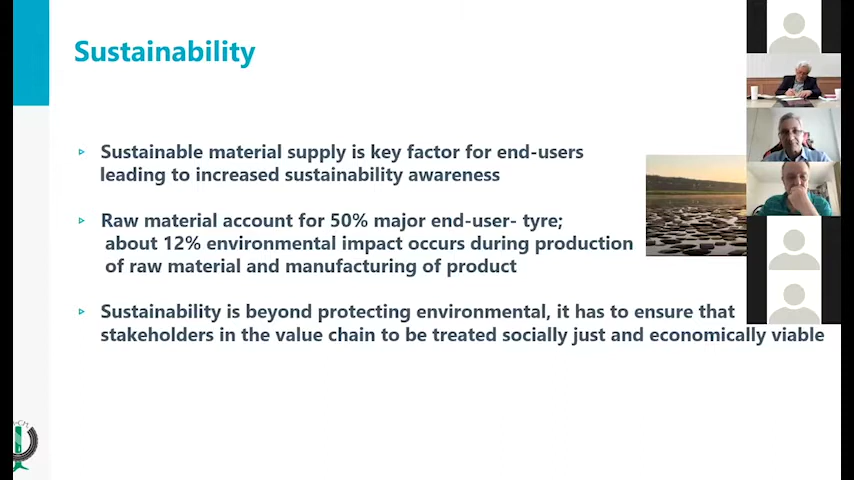 Sustainability
Sustainable material supply is key factor for end-users
leading to increased sustainability awareness
Raw material account for 50% major end-user- tyre;
about 12% environmental impact occurs during production
of raw material and manufacturing of product
Sustainability is beyond protecting environmental, it has to ensure that
stakeholders in the value chain to be treated socially just and economically viable